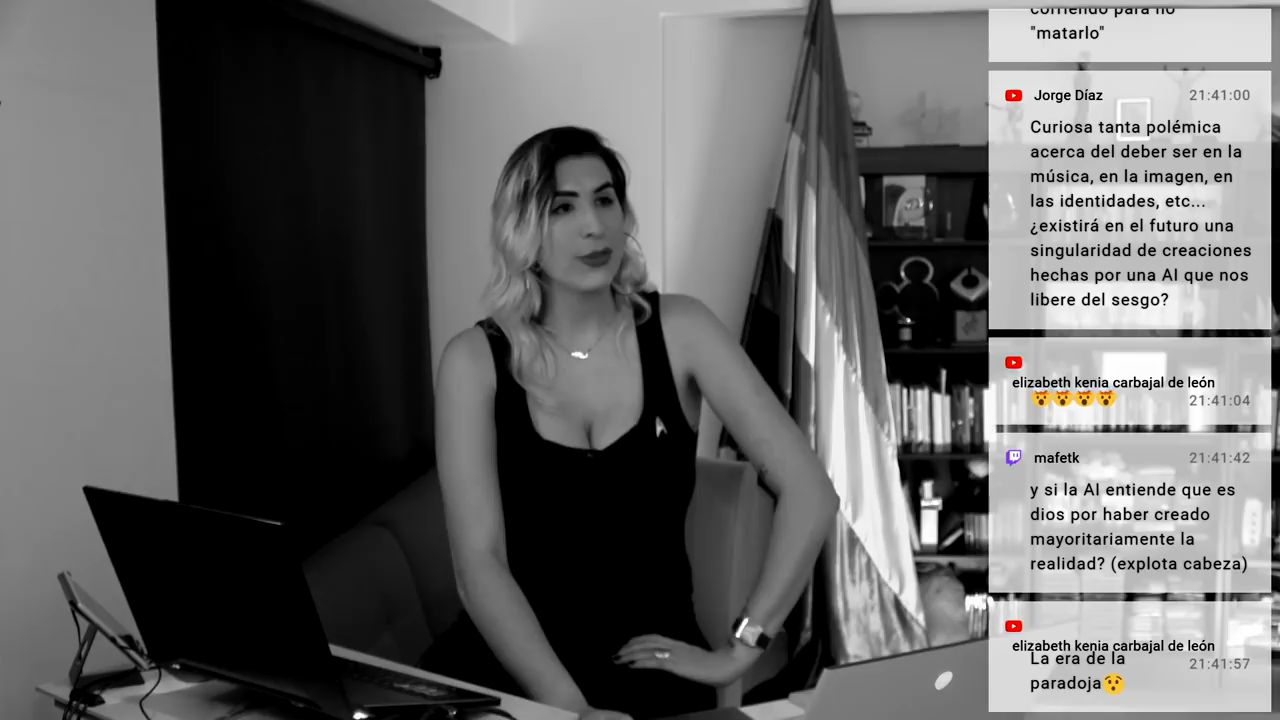 corriendo para no
"matarlo"
Jorge Díaz 21:41:00
Curiosa tanta polémica
acerca del deber ser en la
música, en la imagen, en
las identidades, etc...
¿existirá en el futuro una
singularidad de creaciones
hechas por una AI que nos
libere del sesgo?
elizabeth kenia carbajal de león
🤯🤯🤯🤯 21:41:04
mafetk 21:41:42
y si la AI entiende que es
dios por haber creado
mayoritariamente la
realidad? (explota cabeza)
elizabeth kenia carbajal de león
La era de la 21:41:57
paradoja😯